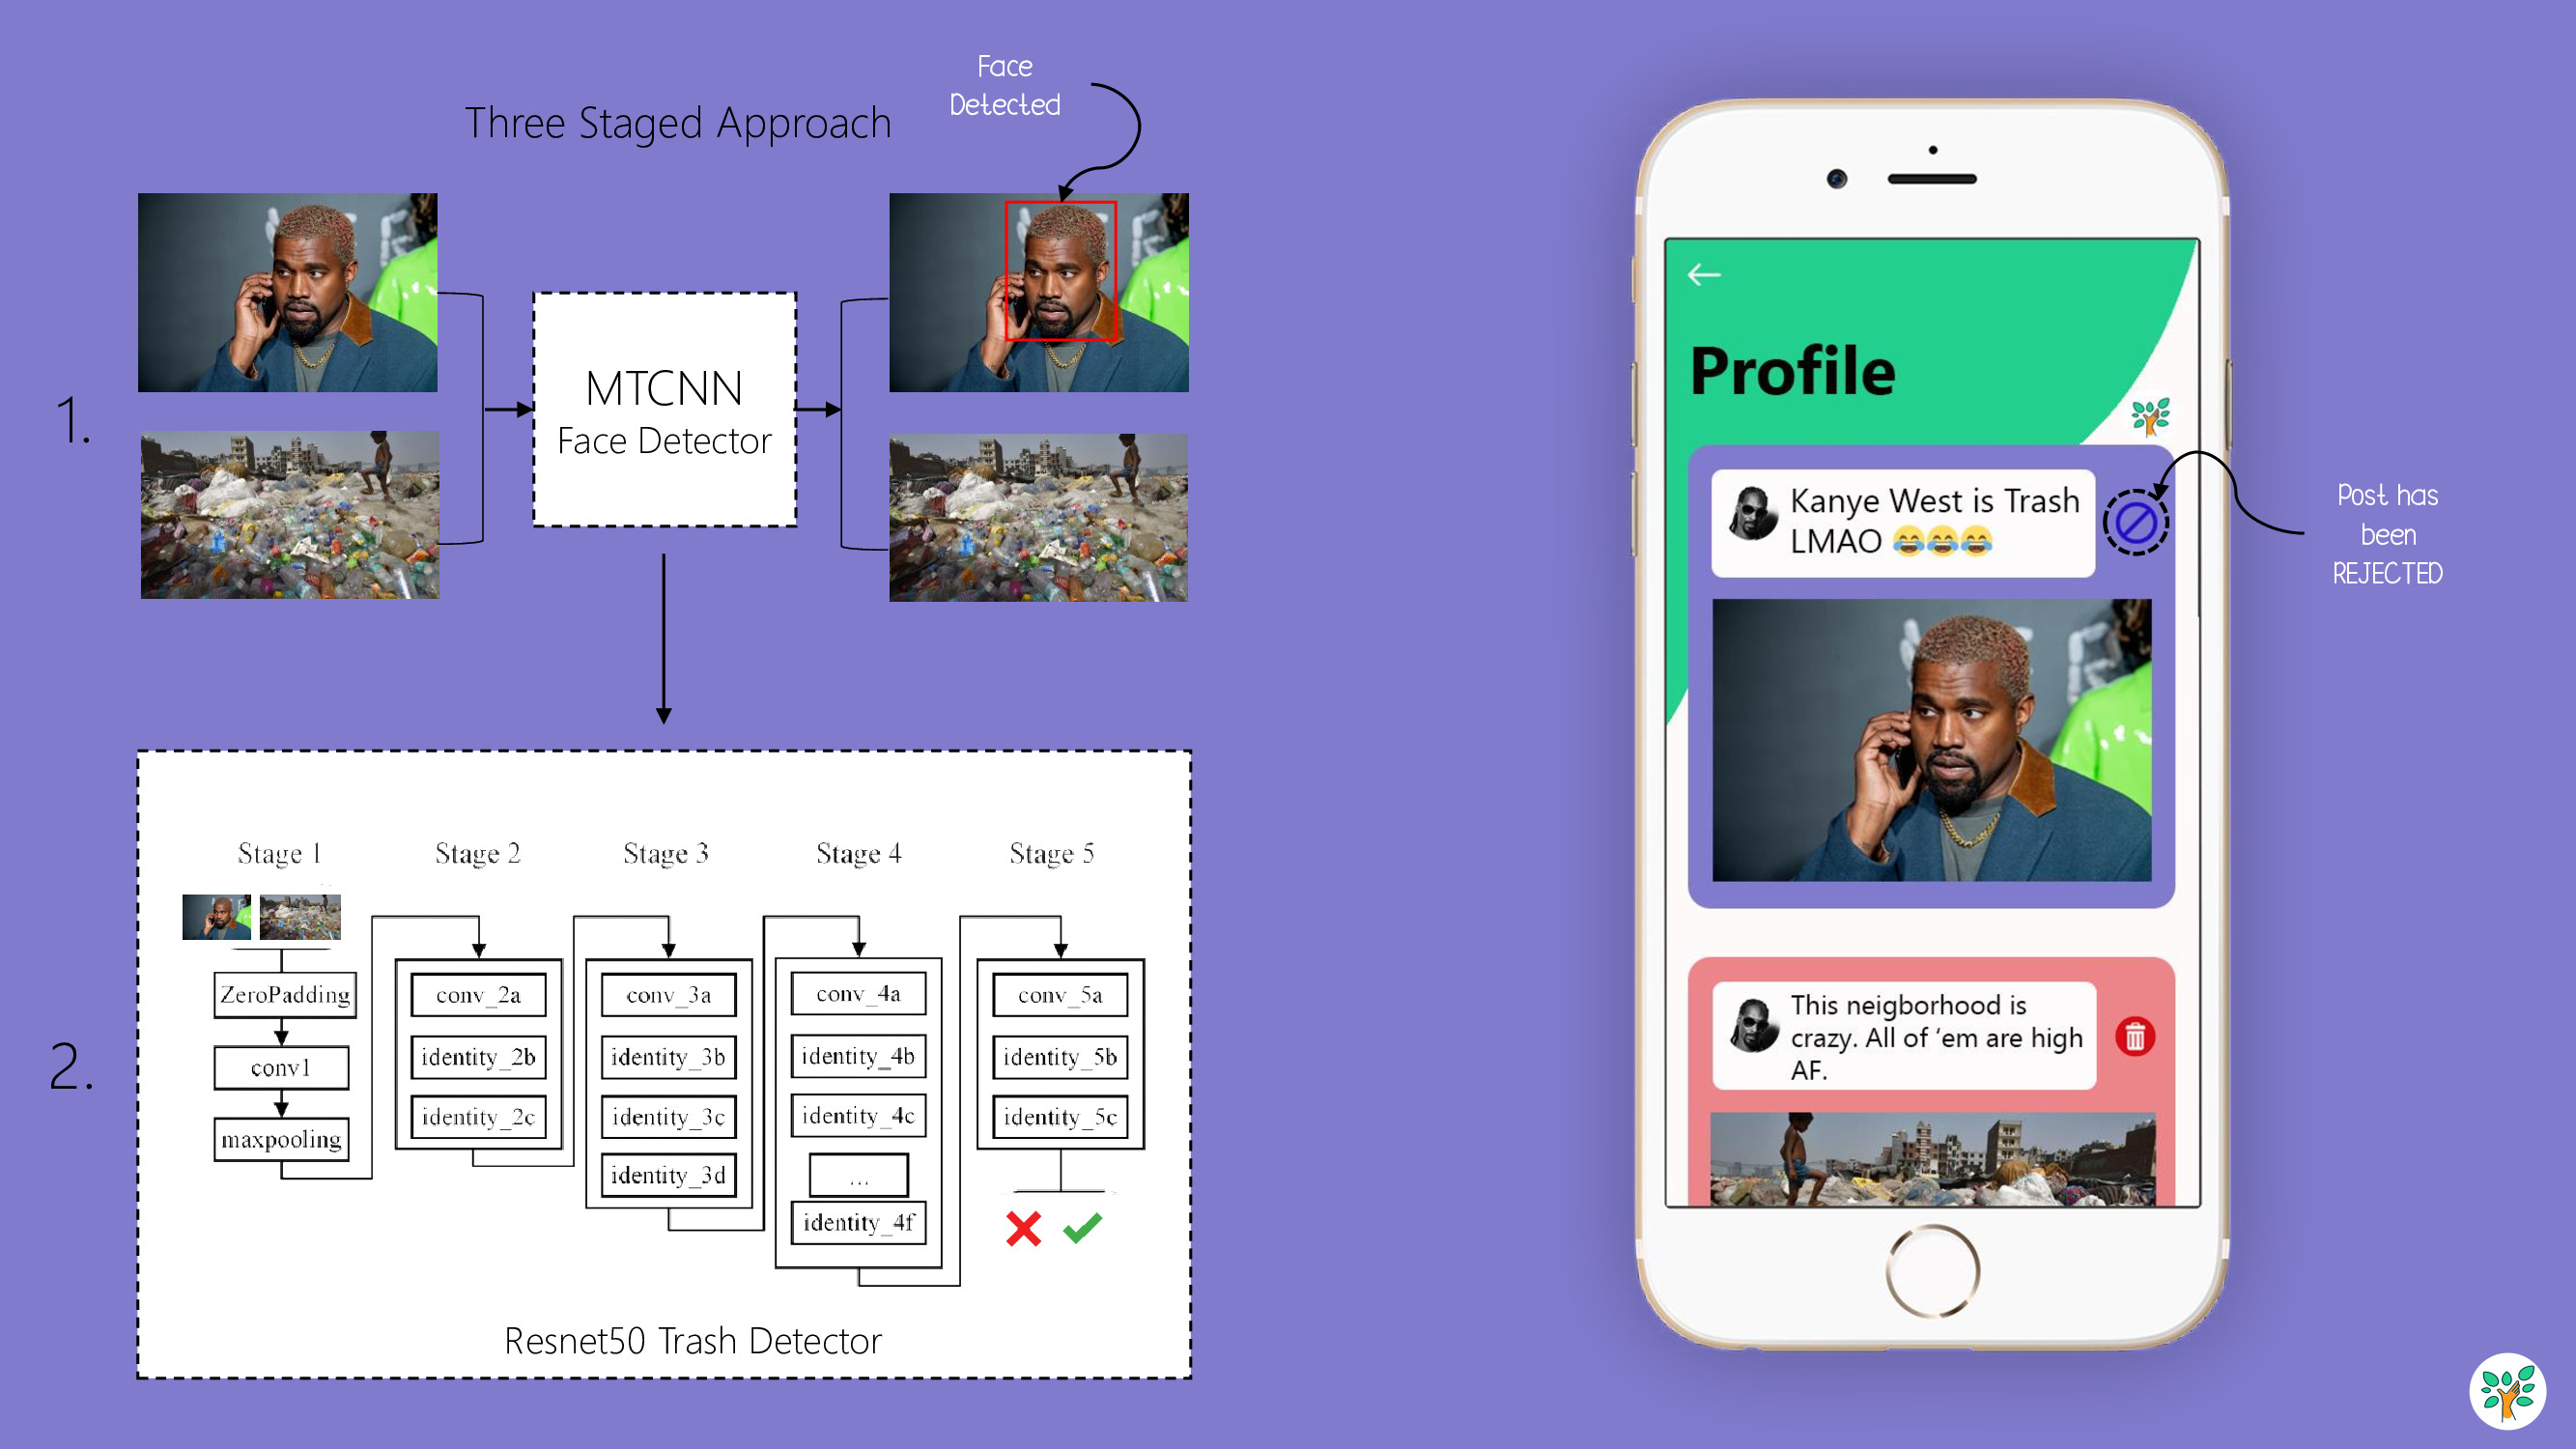 Three Staged Approach
Face
Detected
1.
MTCNN
Face Detector
2.
Stage 1
Stage 2
Stage 3
Stage 4
Stage 5
ZeroPadding
conv1
maxpooling
conv_2a
identity_2b
identity_2c
conv_3a
identity_3b
identity_3c
identity_3d
conv_4a
identity_4b
identity_4c
...
identity_4f
conv_5a
identity_5b
identity_5c
Resnet50 Trash Detector
Profile
Kanye West is Trash
LMAO 😂😂😂
Post has
been
REJECTED
This neigborhood is
crazy. All of ‘em are high
AF.